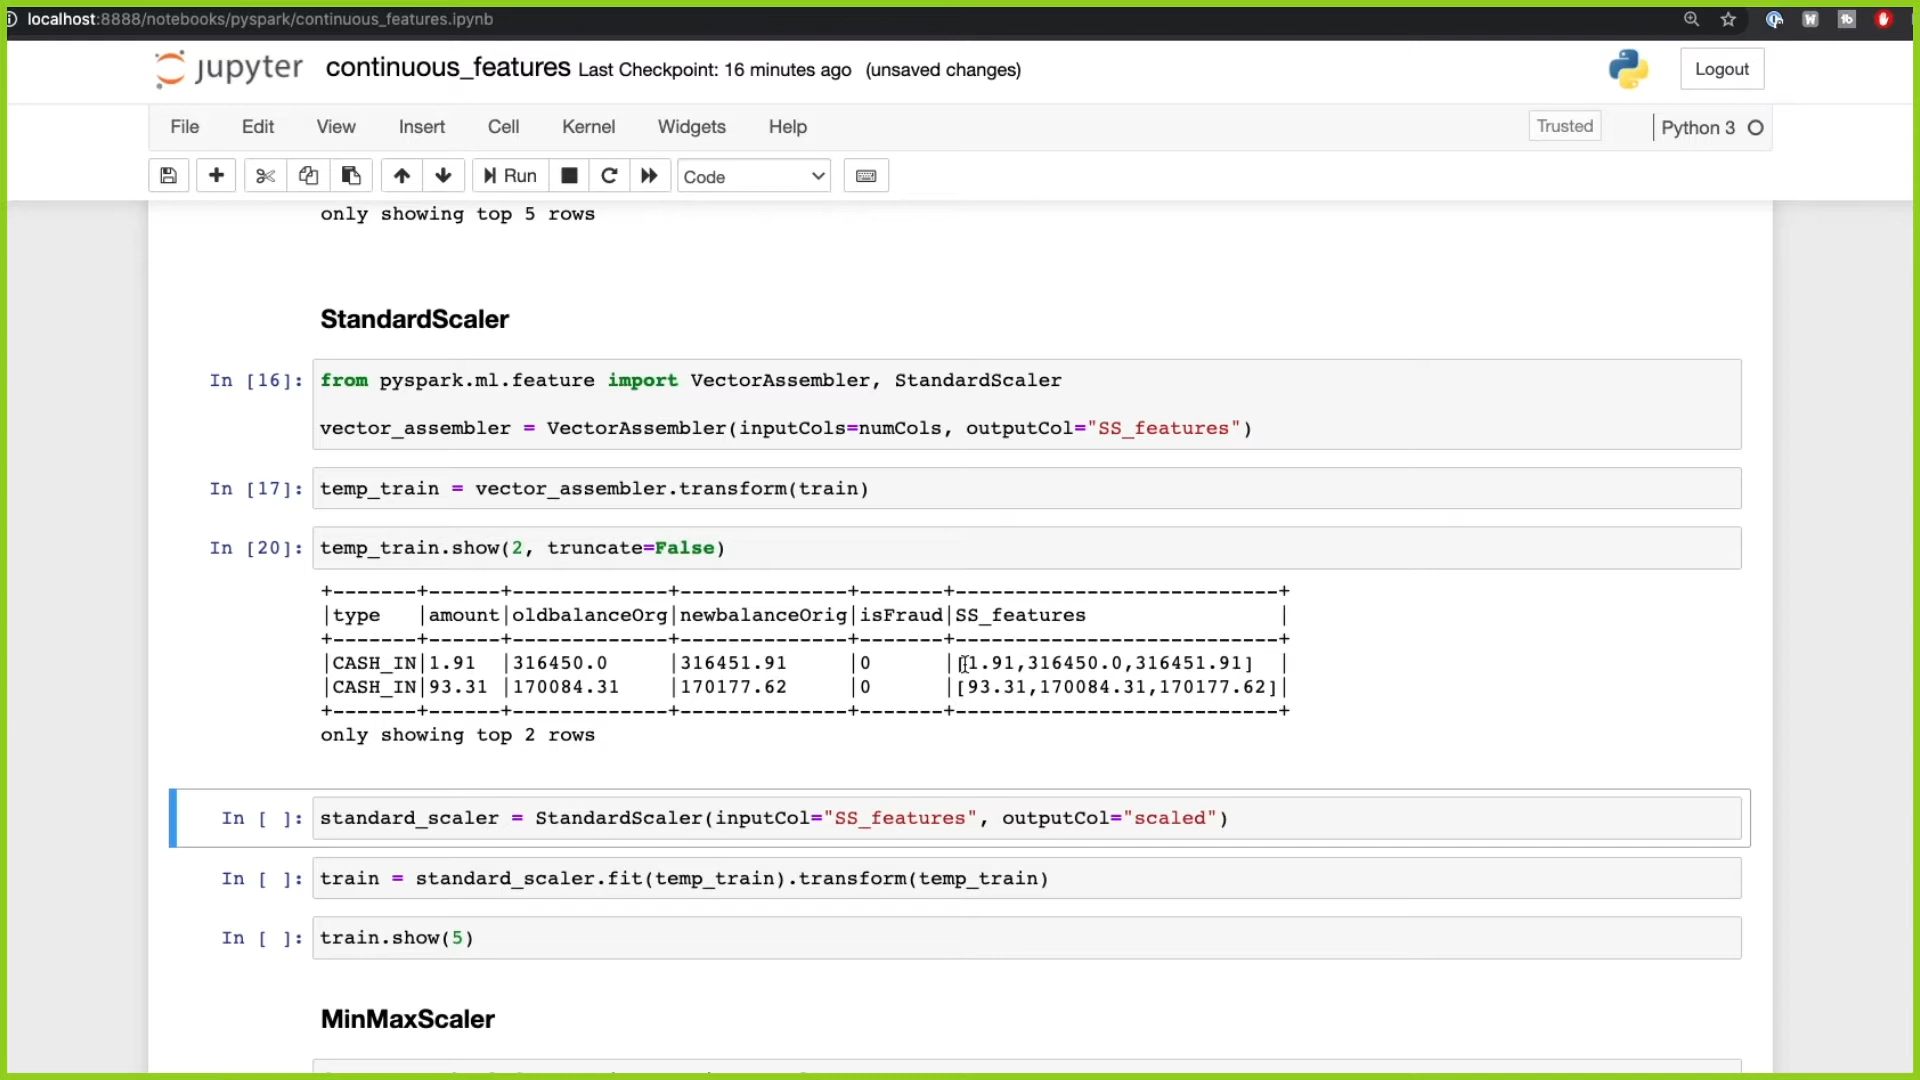 localhost:8888/notebooks/pyspark/continuous_features.ipynb
jupyter continuous_features Last Checkpoint: 16 minutes ago (unsaved changes) Logout
File Edit View Insert Cell Kernel Widgets Help Trusted Python 3
Run Code
only showing top 5 rows
StandardScaler
In [16]: from pyspark.ml.feature import VectorAssembler, StandardScaler
vector_assembler = VectorAssembler(inputCols=numCols, outputCol="SS_features")
In [17]: temp_train = vector_assembler.transform(train)
In [20]: temp_train.show(2, truncate=False)
+-------+------+-------------+--------------+-------+---------------------------+
|type   |amount|oldbalanceOrg|newbalanceOrig|isFraud|SS_features                |
+-------+------+-------------+--------------+-------+---------------------------+
|CASH_IN|1.91  |316450.0     |316451.91     |0      |[1.91,316450.0,316451.91]  |
|CASH_IN|93.31 |170084.31    |170177.62     |0      |[93.31,170084.31,170177.62]|
+-------+------+-------------+--------------+-------+---------------------------+
only showing top 2 rows
In [ ]: standard_scaler = StandardScaler(inputCol="SS_features", outputCol="scaled")
In [ ]: train = standard_scaler.fit(temp_train).transform(temp_train)
In [ ]: train.show(5)
MinMaxScaler